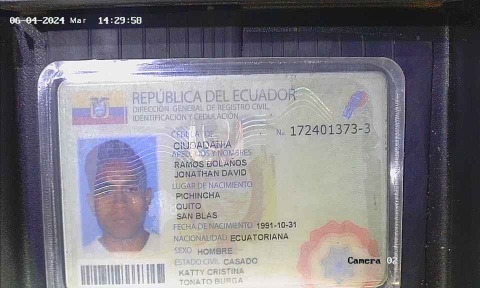 06-04-2024 Mar 14:29:50
REPÚBLICA DEL ECUADOR
DIRECCIÓN GENERAL DE REGISTRO CIVIL,
IDENTIFICACIÓN Y CEDULACIÓN
CÉDULA DE No. 172401373-3
CIUDADANÍA
APELLIDOS Y NOMBRES
RAMOS BOLAÑOS
JONATHAN DAVID
LUGAR DE NACIMIENTO
PICHINCHA
QUITO
SAN BLAS
FECHA DE NACIMIENTO 1991-10-31
NACIONALIDAD ECUATORIANA
SEXO HOMBRE
ESTADO CIVIL CASADO
KATTY CRISTINA
TONATO BURGA
Camera 02